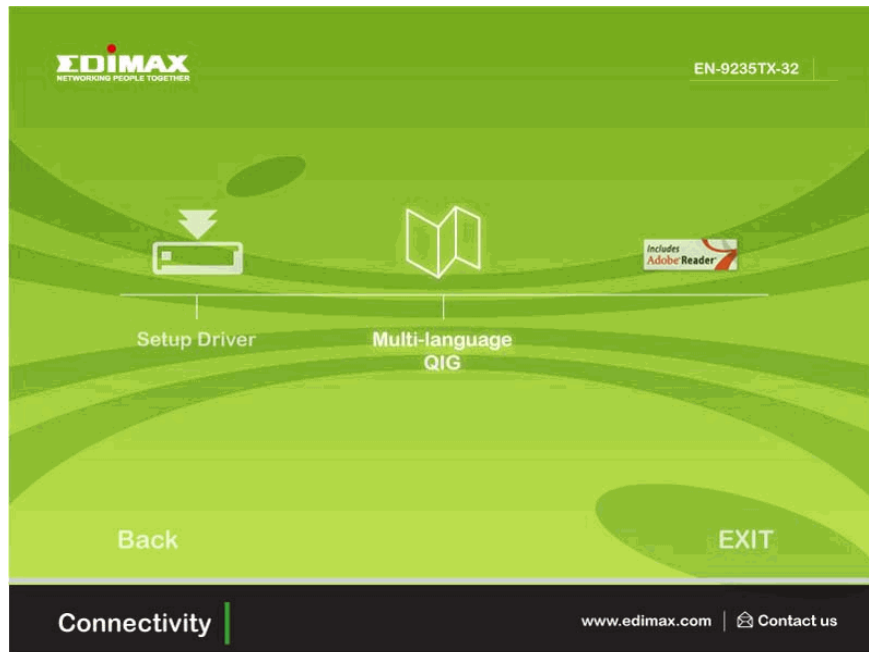 EDIMAX
NETWORKING PEOPLE TOGETHER
EN-9235TX-32
Includes
Adobe Reader
Setup Driver
Multi-language
QIG
Back
EXIT
Connectivity
www.edimax.com
Contact us